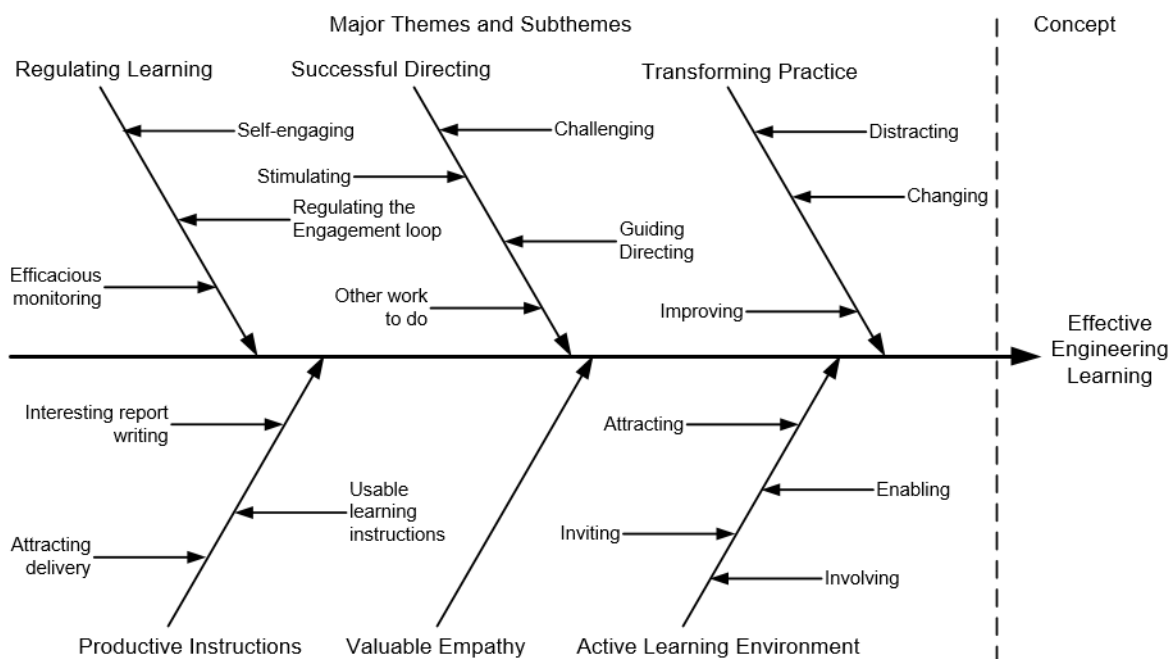 Major Themes and Subthemes
Concept
Regulating Learning
Successful Directing
Transforming Practice
Self-engaging
Challenging
Distracting
Stimulating
Changing
Regulating the
Engagement loop
Guiding
Directing
Efficacious
monitoring
Other work
to do
Improving
Effective
Engineering
Learning
Interesting report
writing
Attracting
Usable
learning
instructions
Enabling
Attracting
delivery
Inviting
Involving
Productive Instructions
Valuable Empathy
Active Learning Environment